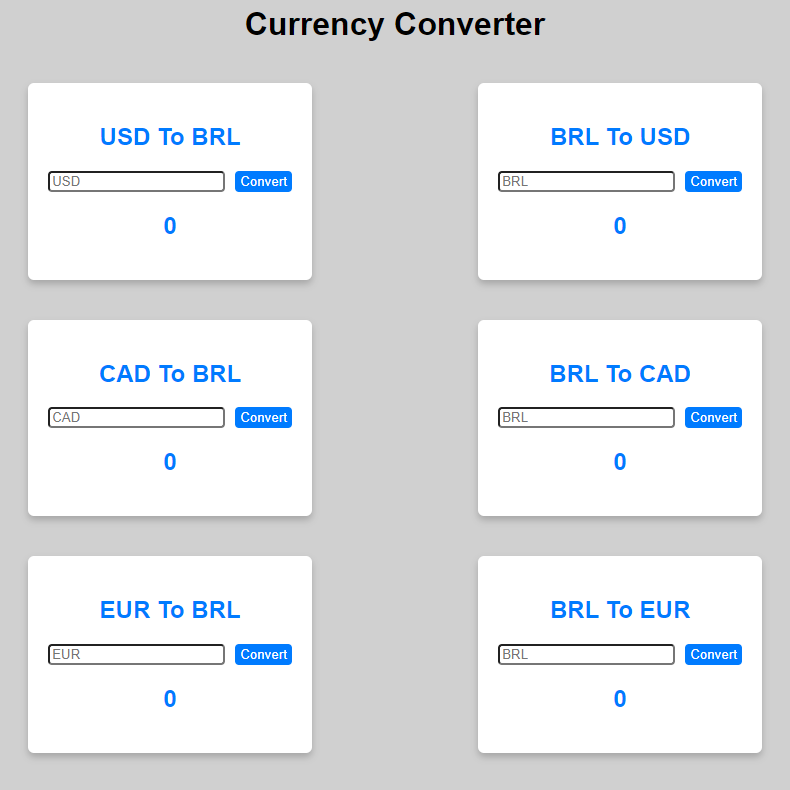 Currency Converter
USD To BRL
USD Convert
0
BRL To USD
BRL Convert
0
CAD To BRL
CAD Convert
0
BRL To CAD
BRL Convert
0
EUR To BRL
EUR Convert
0
BRL To EUR
BRL Convert
0